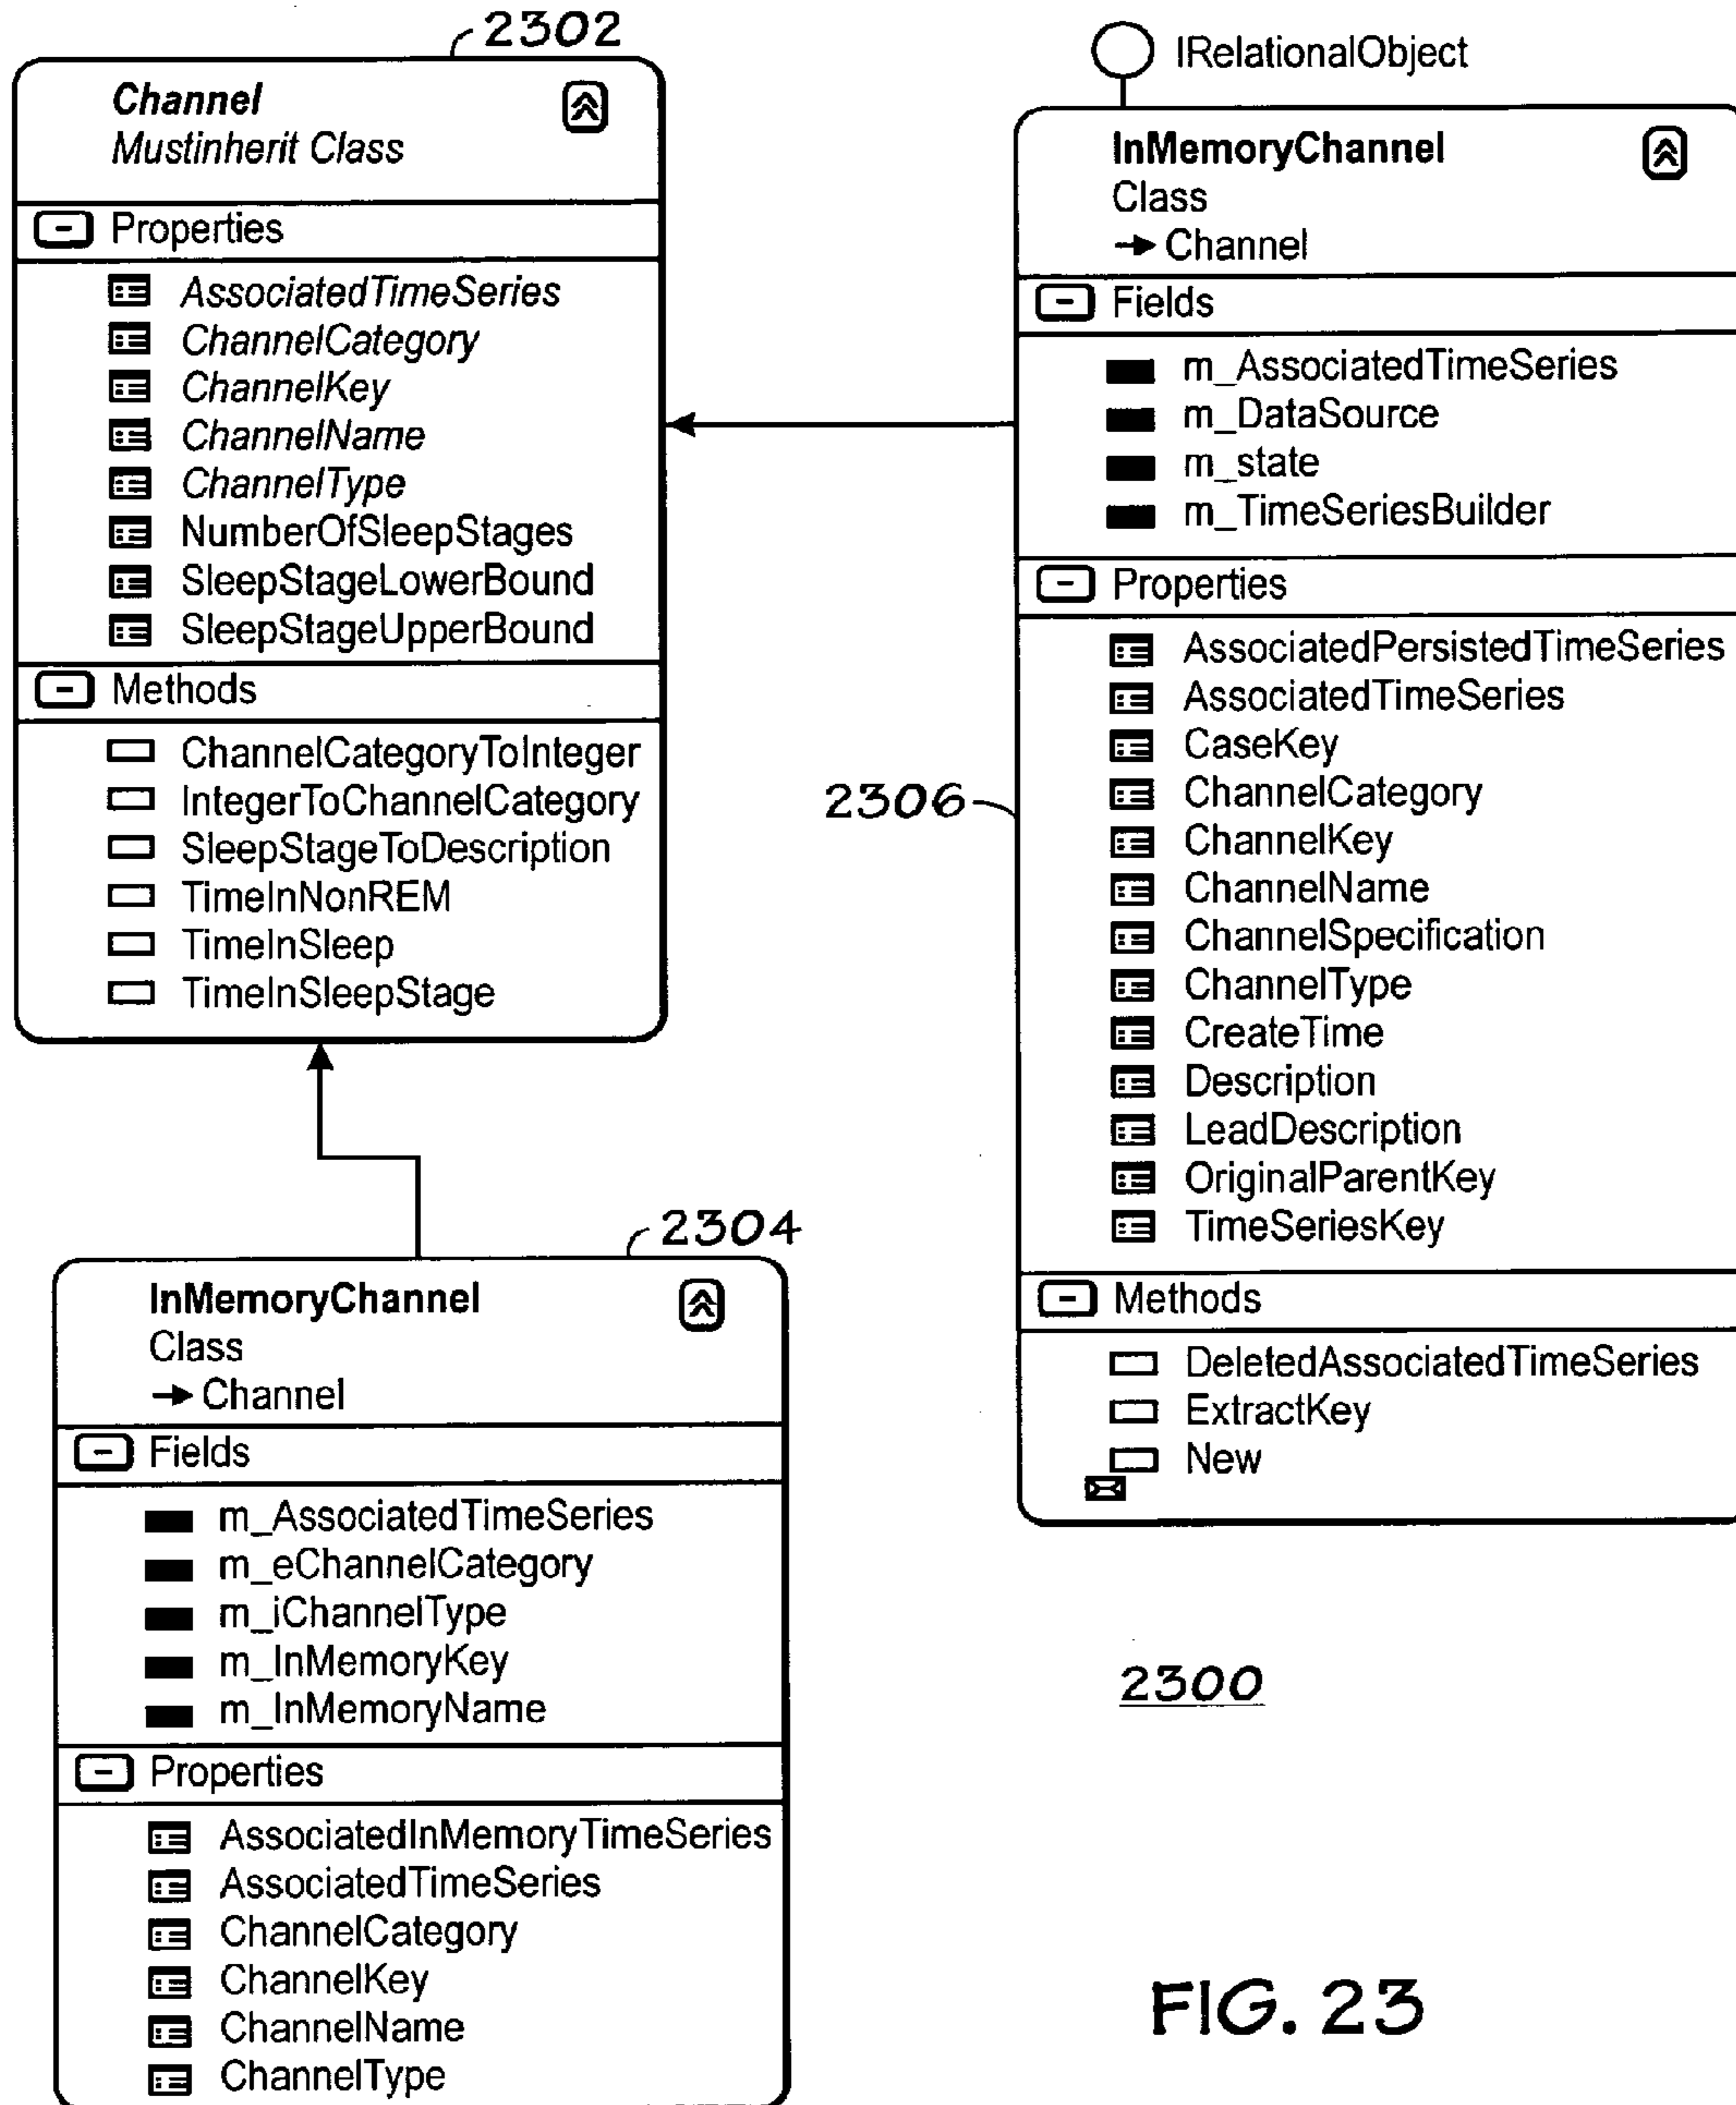 2302
Channel
Mustinherit Class
Properties
AssociatedTimeSeries
ChannelCategory
ChannelKey
ChannelName
ChannelType
NumberOfSleepStages
SleepStageLowerBound
SleepStageUpperBound
Methods
ChannelCategoryToInteger
IntegerToChannelCategory
SleepStageToDescription
TimeInNonREM
TimeInSleep
TimeInSleepStage
2304
InMemoryChannel
Class
Channel
Fields
m_AssociatedTimeSeries
m_eChannelCategory
m_iChannelType
m_InMemoryKey
m_InMemoryName
Properties
AssociatedInMemoryTimeSeries
AssociatedTimeSeries
ChannelCategory
ChannelKey
ChannelName
ChannelType
IRelationalObject
InMemoryChannel
Class
Channel
Fields
m_AssociatedTimeSeries
m_DataSource
m_state
m_TimeSeriesBuilder
Properties
AssociatedPersistedTimeSeries
AssociatedTimeSeries
CaseKey
ChannelCategory
ChannelKey
ChannelName
ChannelSpecification
ChannelType
CreateTime
Description
LeadDescription
OriginalParentKey
TimeSeriesKey
Methods
DeletedAssociatedTimeSeries
ExtractKey
New
2306
2300
FIG. 23